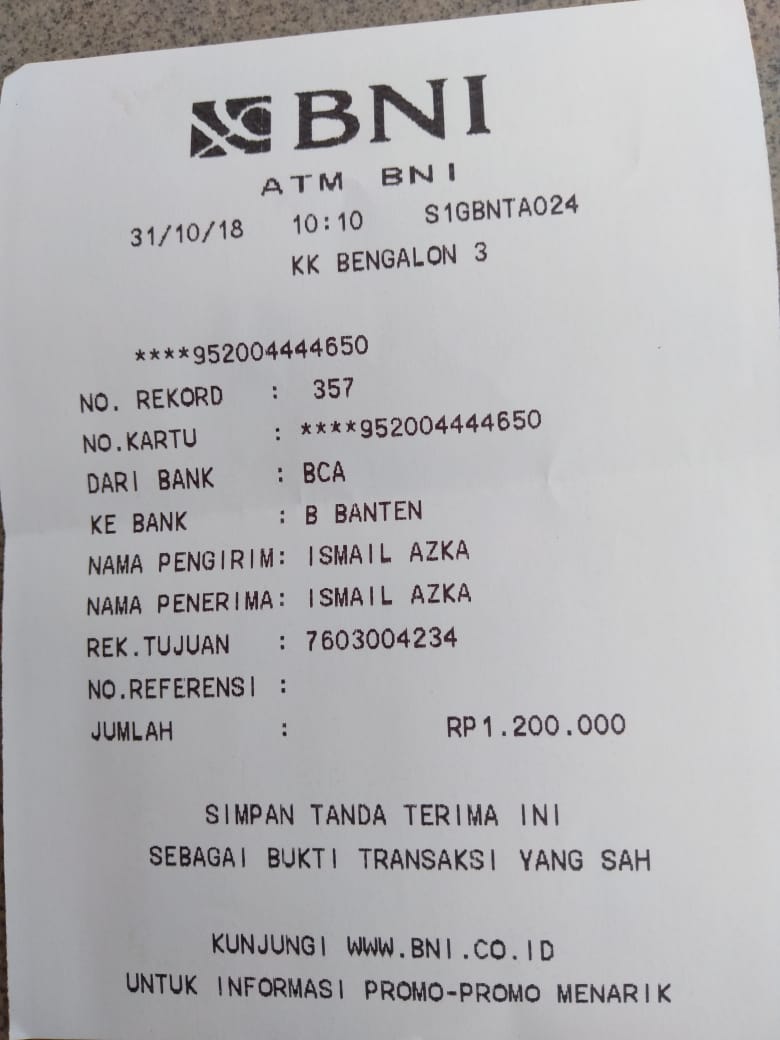 BNI
ATM BNI
31/10/18 10:10 S1GBNTA024
KK BENGALON 3
****952004444650
NO. REKORD : 357
NO.KARTU : ****952004444650
DARI BANK : BCA
KE BANK : B BANTEN
NAMA PENGIRIM: ISMAIL AZKA
NAMA PENERIMA: ISMAIL AZKA
REK.TUJUAN : 7603004234
NO.REFERENSI :
JUMLAH : RP1.200.000
SIMPAN TANDA TERIMA INI
SEBAGAI BUKTI TRANSAKSI YANG SAH
KUNJUNGI WWW.BNI.CO.ID
UNTUK INFORMASI PROMO-PROMO MENARIK